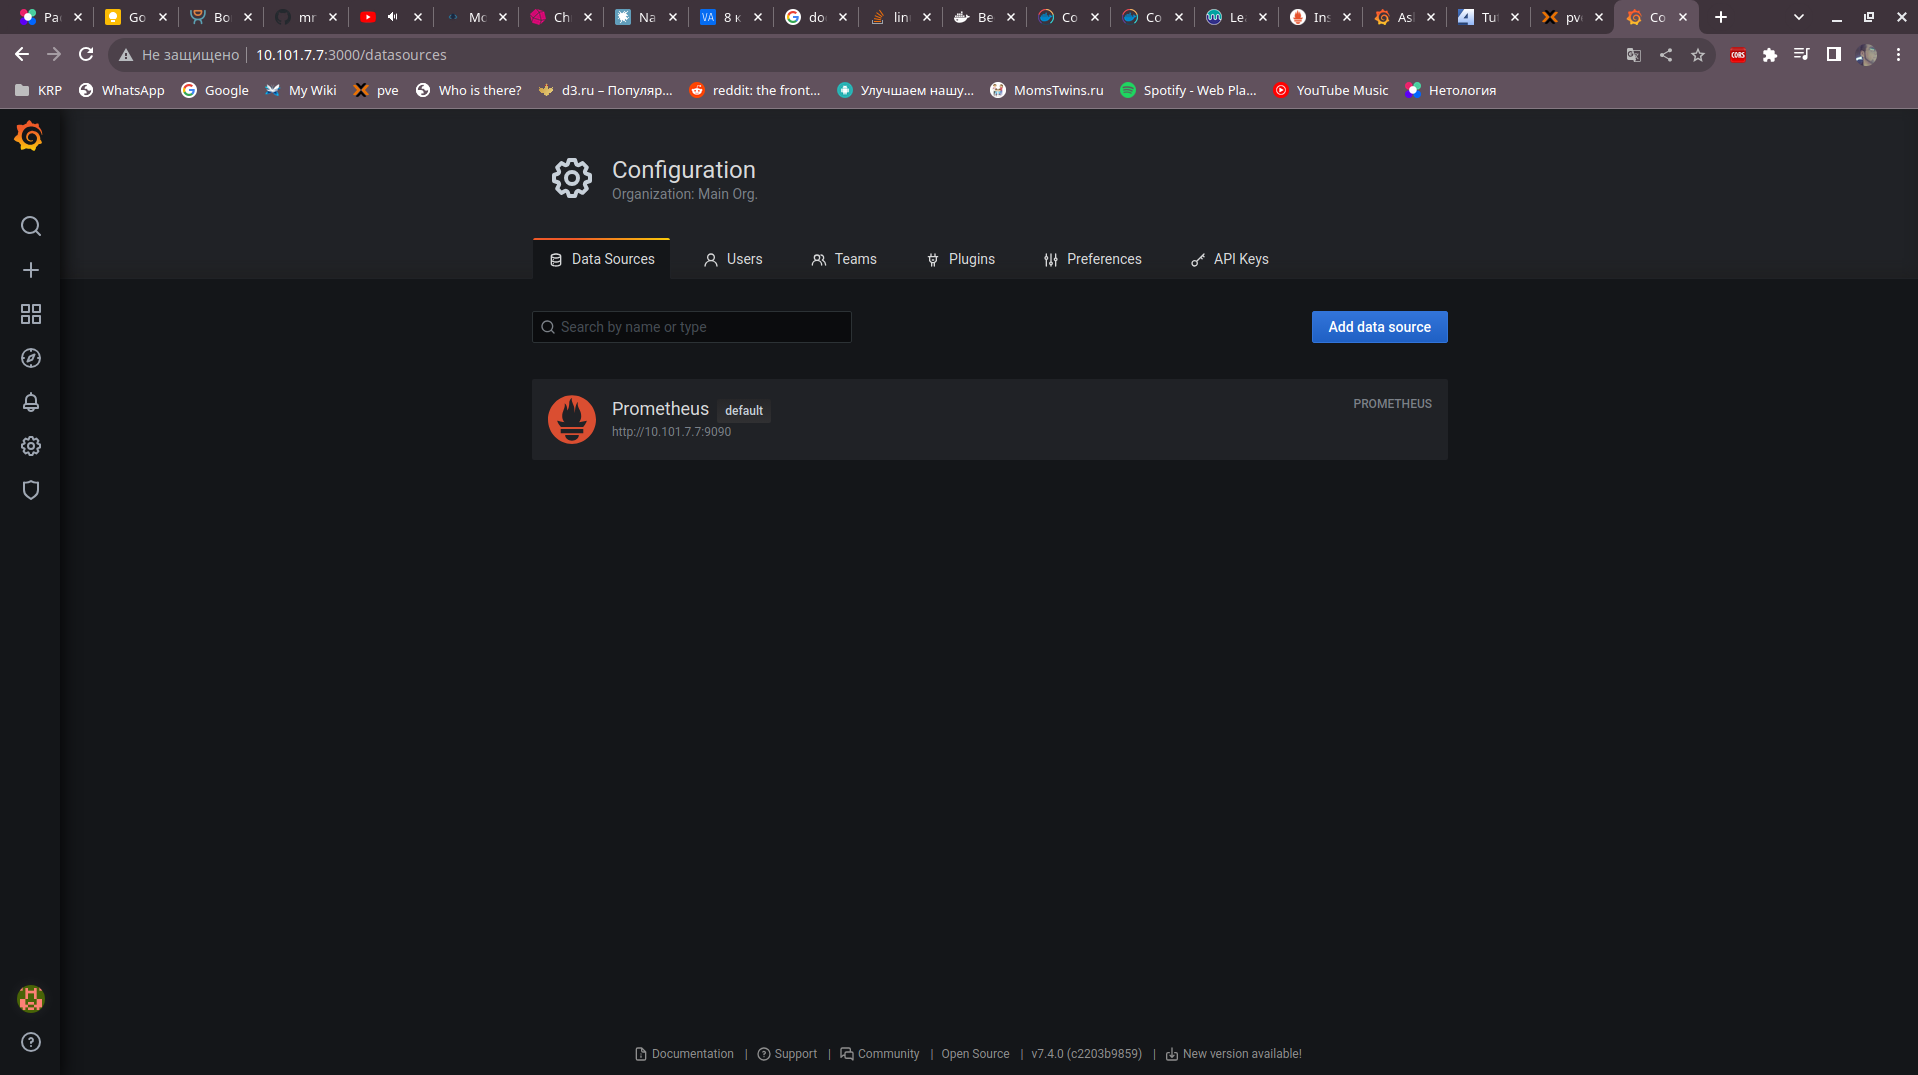 Pa
Go
Bo
mr
Mc
Ch
Na
VA 8 к
do
lin
Be
Co
Co
Le
Ins
As
Tu
pv
Co
Не защищено 10.101.7.7:3000/datasources
CORS
KRP WhatsApp Google My Wiki pve Who is there? d3.ru – Популяр... reddit: the front... Улучшаем нашу... MomsTwins.ru Spotify - Web Pla... YouTube Music Нетология
Configuration
Organization: Main Org.
Data Sources Users Teams Plugins Preferences API Keys
Search by name or type Add data source
Prometheus default PROMETHEUS
http://10.101.7.7:9090
Documentation | Support | Community | Open Source | v7.4.0 (c2203b9859) | New version available!